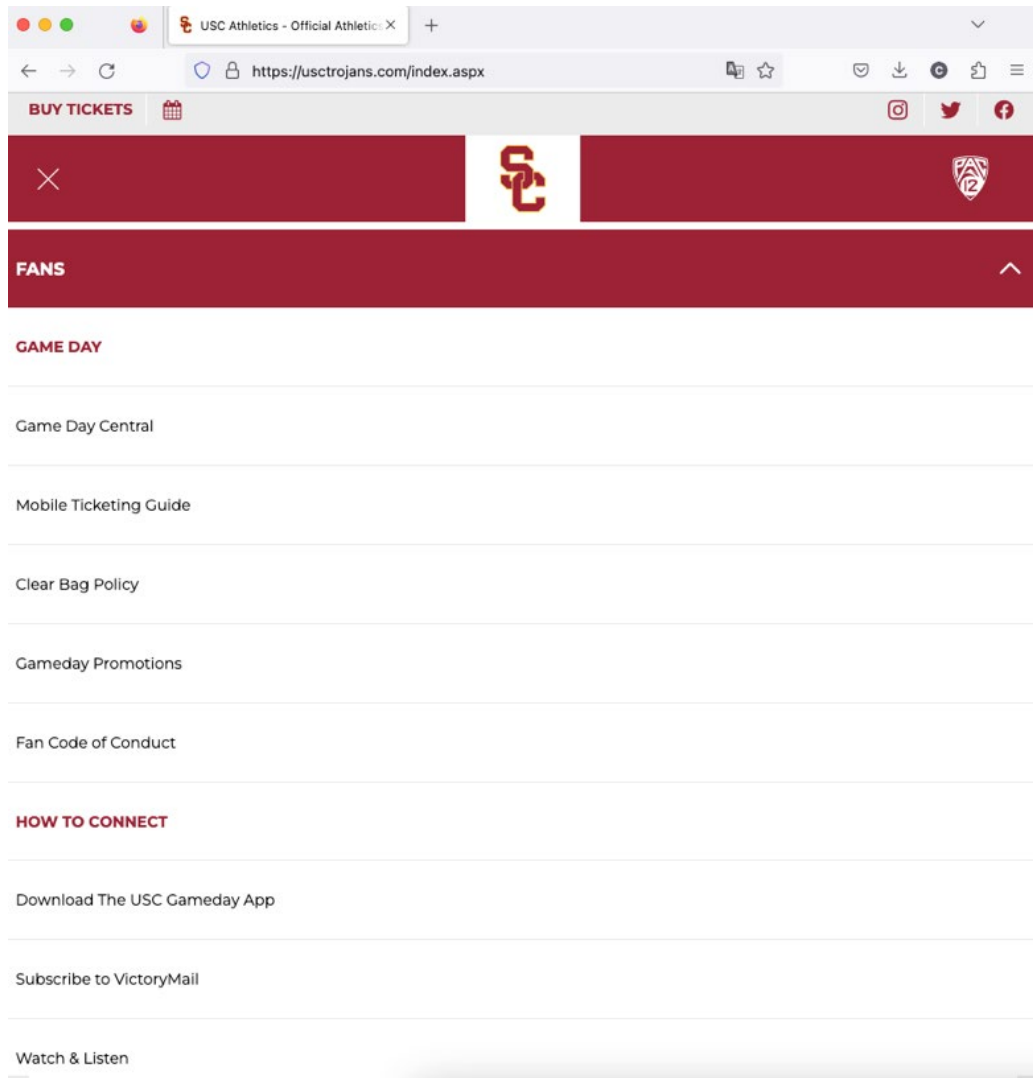 USC Athletics - Official Athletic
https://usctrojans.com/index.aspx
BUY TICKETS
SC
PAC
12
FANS
GAME DAY
Game Day Central
Mobile Ticketing Guide
Clear Bag Policy
Gameday Promotions
Fan Code of Conduct
HOW TO CONNECT
Download The USC Gameday App
Subscribe to VictoryMail
Watch & Listen